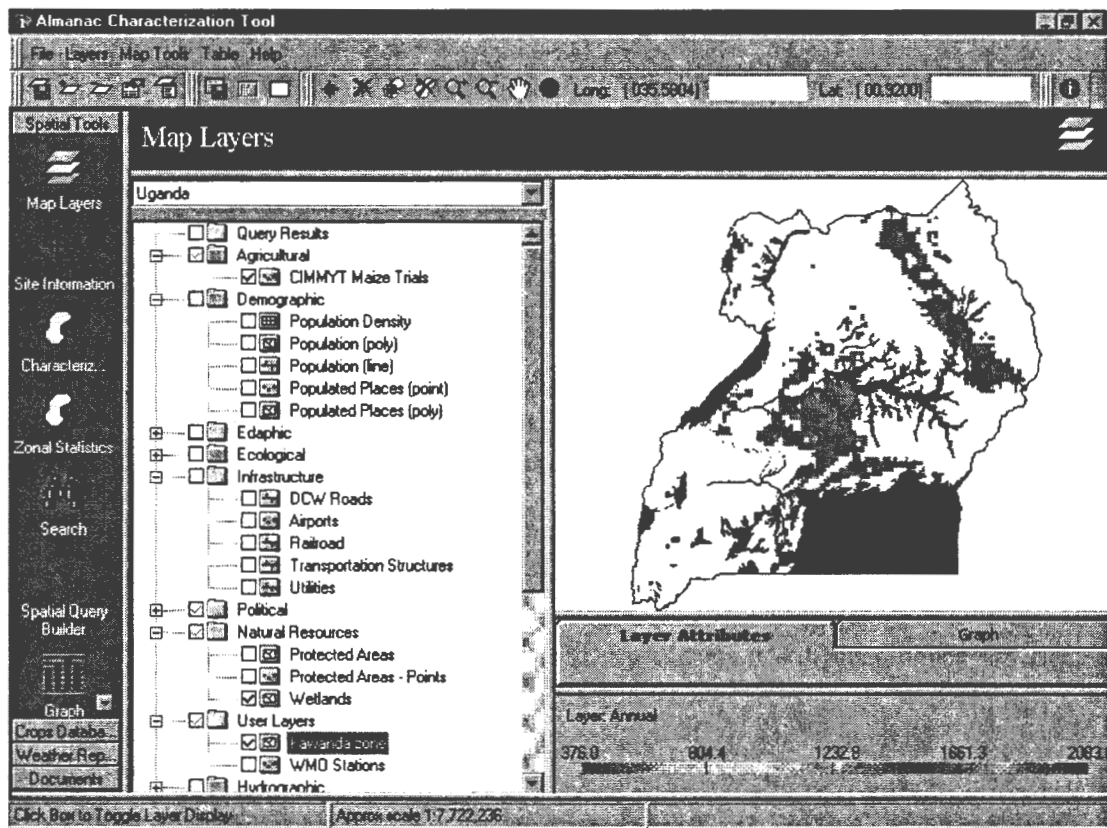 Almanac Characterization Tool
File Layers Map Tools Table Help
Long: [035.5904] Lat: [00.9200]
Spatial Tools
Map Layers
Site Information
Characteriz...
Zonal Statistics
Search
Spatial Query
Builder
Graph
Crops Databa...
Weather Rep...
Documents
Map Layers
Uganda
Query Results
Agricultural
CIMMYT Maize Trials
Demographic
Population Density
Population (poly)
Population (line)
Populated Places (point)
Populated Places (poly)
Edaphic
Ecological
Infrastructure
DCW Roads
Airports
Railroad
Transportation Structures
Utilities
Political
Natural Resources
Protected Areas
Protected Areas - Points
Wetlands
User Layers
Kawanda zone
WMO Stations
Hydrographic
Layer Attributes
Graph
Layer: Annual
376.0 804.4 1232.8 1661.3 2083.
Click Box to Toggle Layer Display
Approx scale 1:7,722,236